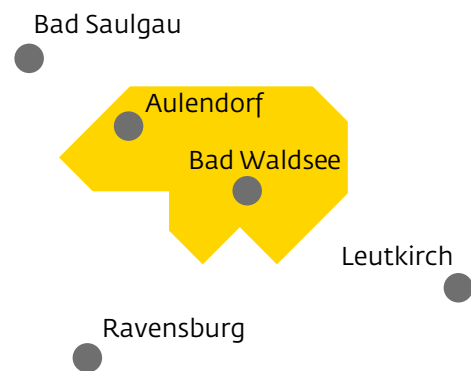 Bad Saulgau
Aulendorf
Bad Waldsee
Leutkirch
Ravensburg